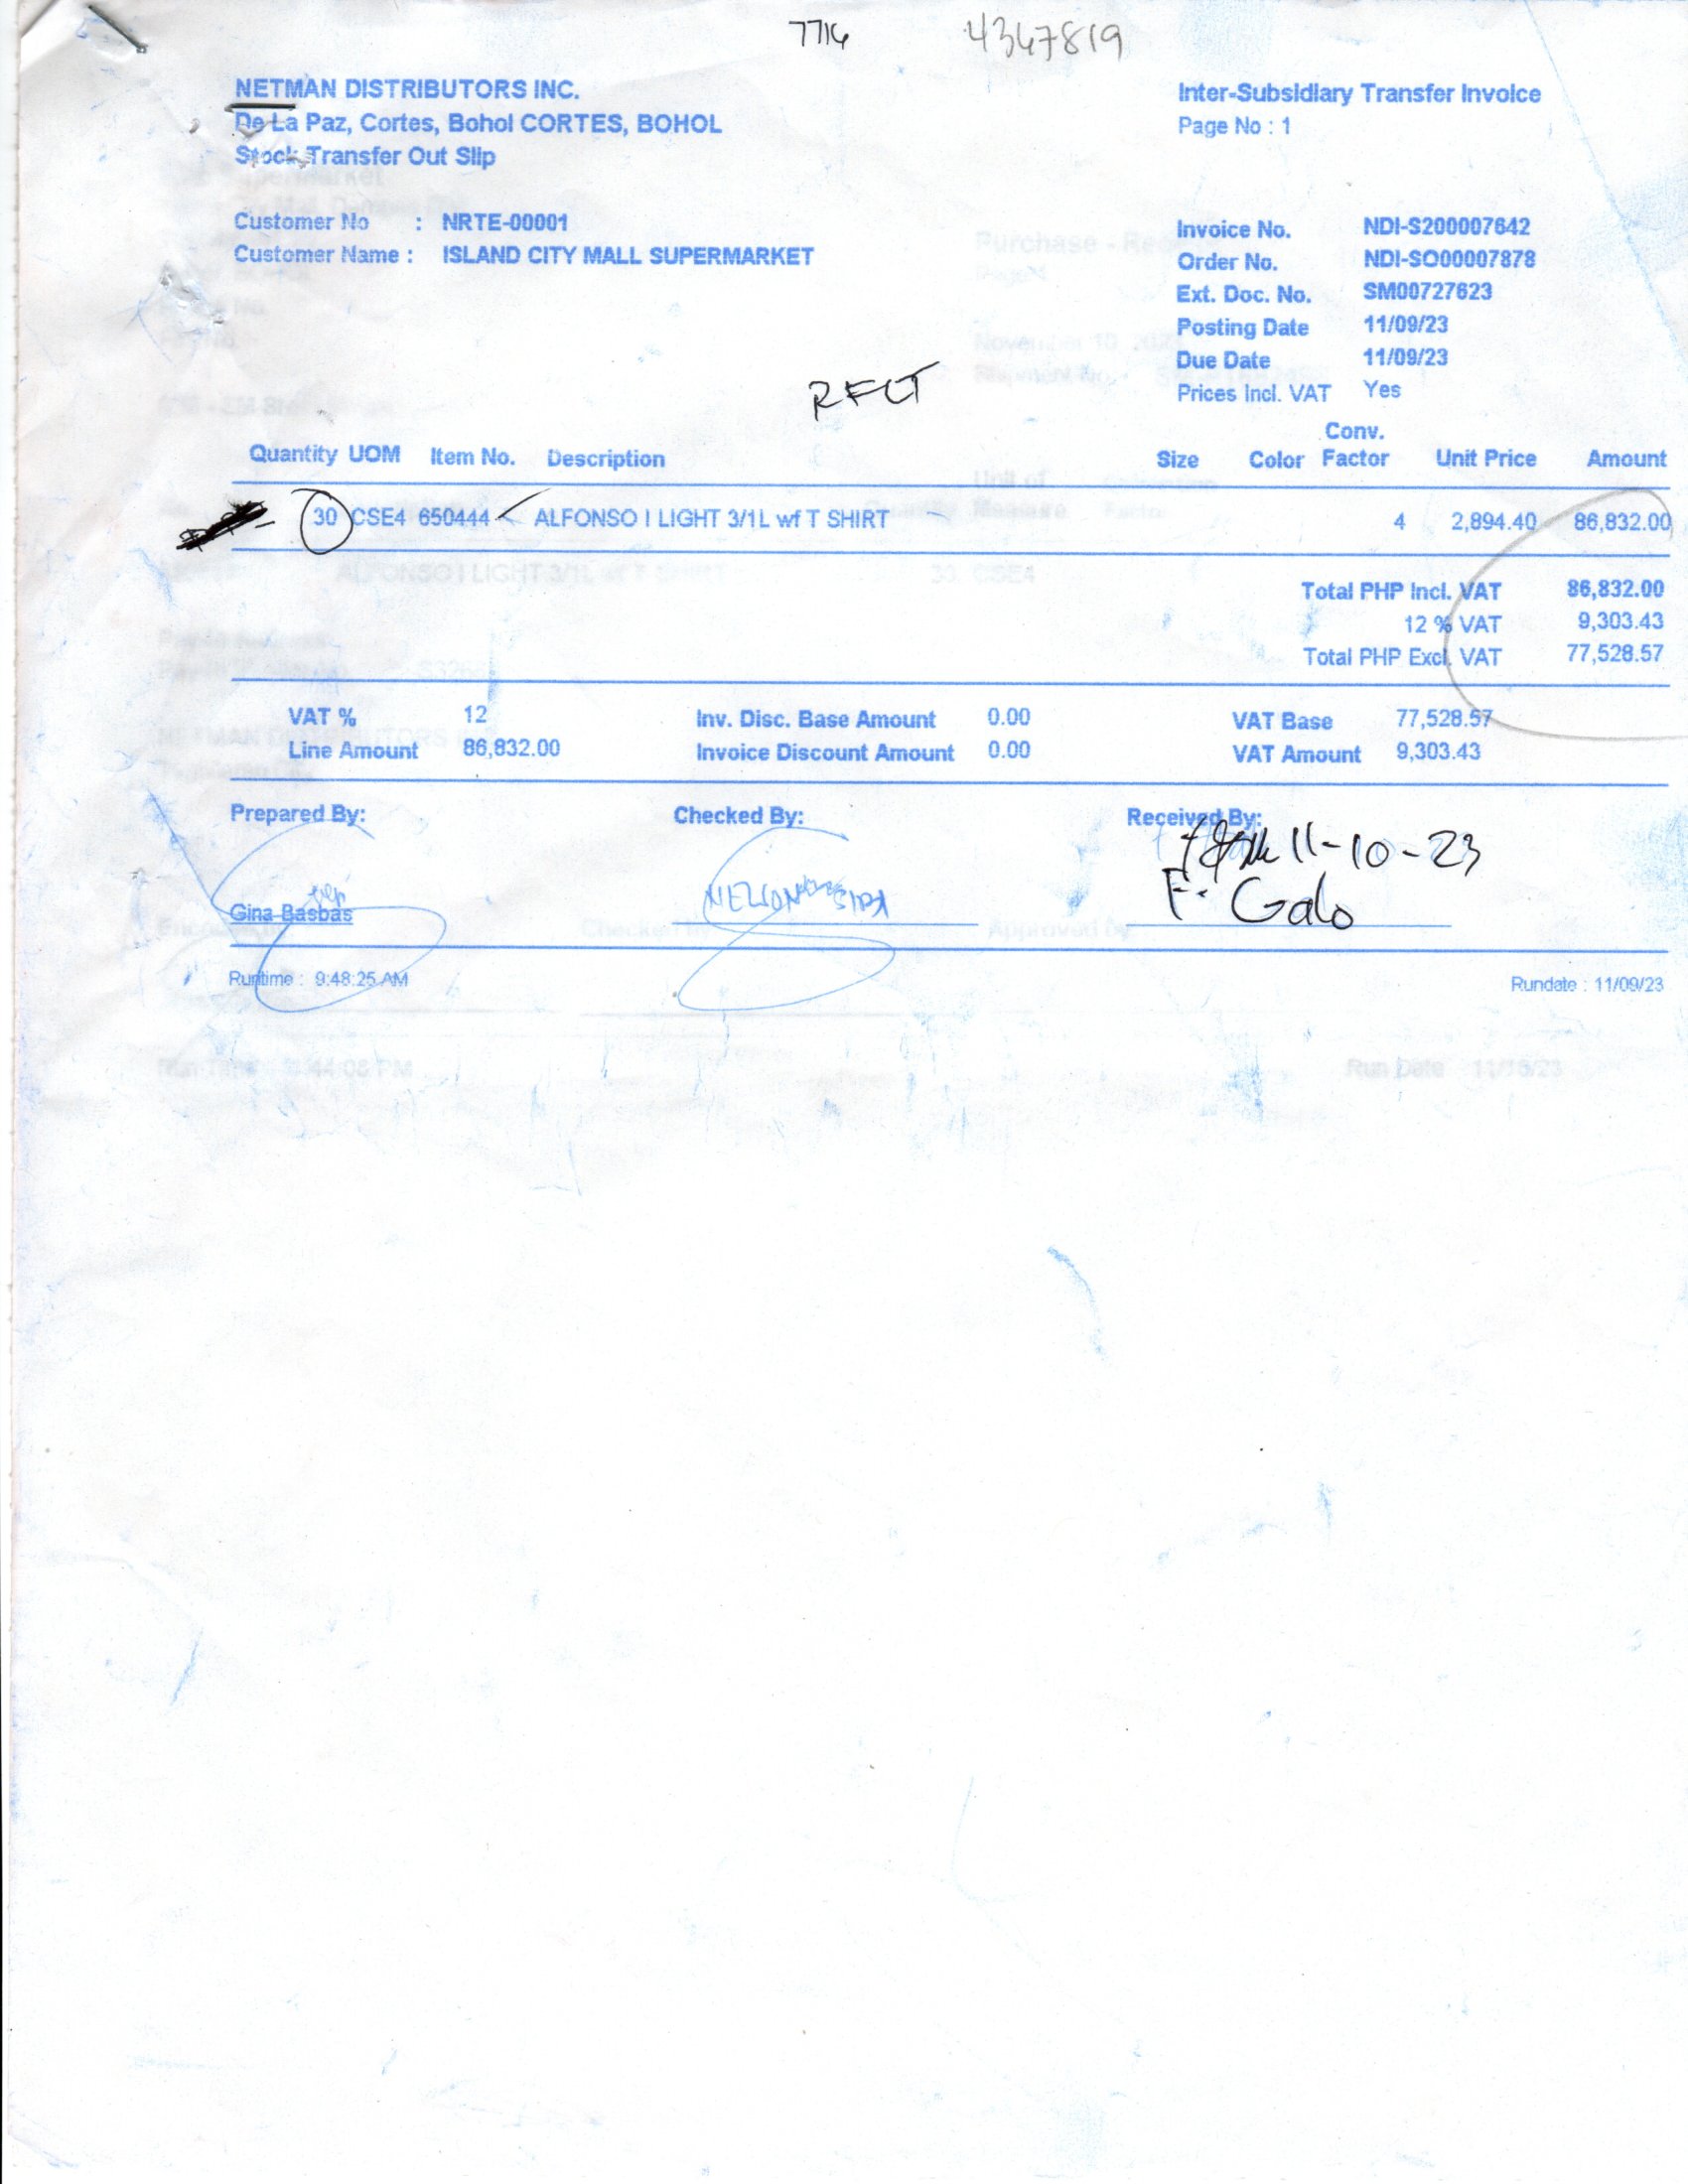 7716 4367819
NETMAN DISTRIBUTORS INC.
De La Paz, Cortes, Bohol CORTES, BOHOL
Stock Transfer Out Slip
Inter-Subsidiary Transfer Invoice
Page No : 1
Customer No : NRTE-00001
Customer Name : ISLAND CITY MALL SUPERMARKET
Invoice No. NDI-S200007642
Order No. NDI-SO00007878
Ext. Doc. No. SM00727623
Posting Date 11/09/23
Due Date 11/09/23
Prices Incl. VAT Yes
Quantity UOM Item No. Description Size Color Conv. Factor Unit Price Amount
30 CSE4 650444 ALFONSO I LIGHT 3/1L wf T SHIRT 4 2,894.40 86,832.00
Total PHP Incl. VAT 86,832.00
12 % VAT 9,303.43
Total PHP Excl. VAT 77,528.57
VAT % 12 Inv. Disc. Base Amount 0.00 VAT Base 77,528.57
Line Amount 86,832.00 Invoice Discount Amount 0.00 VAT Amount 9,303.43
Prepared By: Checked By: Received By:
11-10-23
F. Galo
Gina Basbas
Runtime : 9:48:25 AM Rundate : 11/09/23